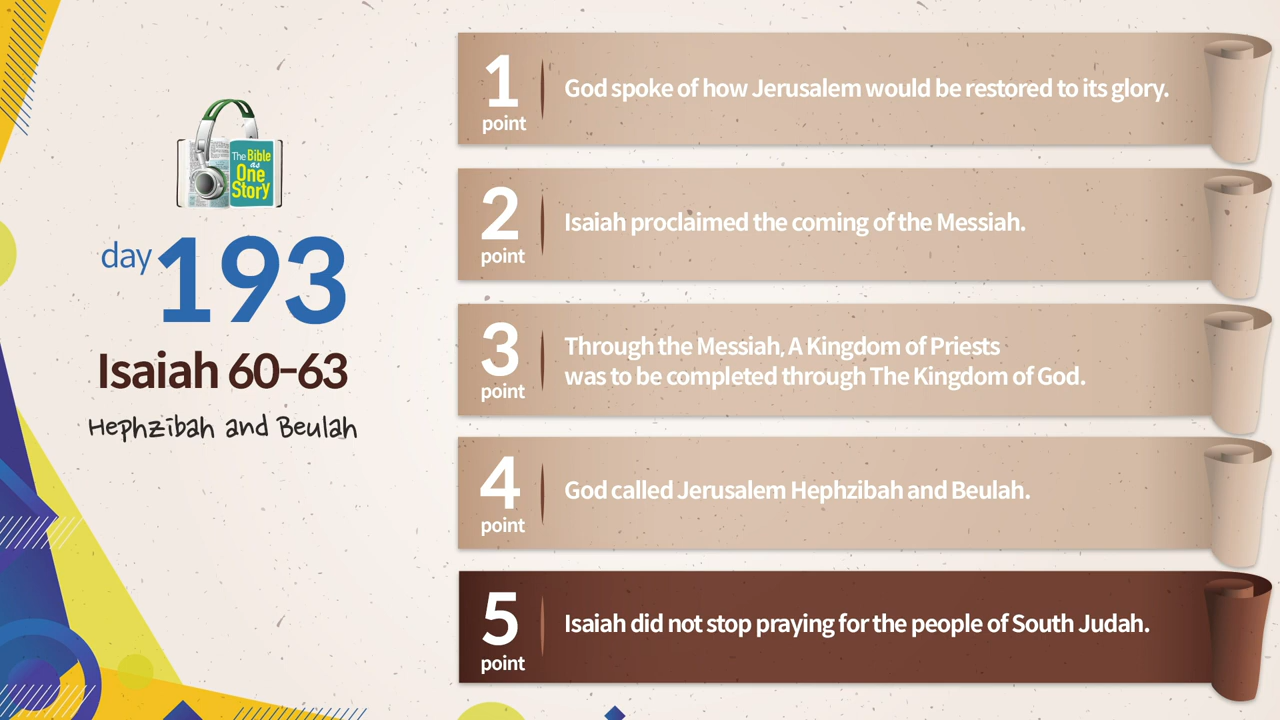 The Bible
as
One
Story
day 193
Isaiah 60-63
Hephzibah and Beulah
1
point
God spoke of how Jerusalem would be restored to its glory.
2
point
Isaiah proclaimed the coming of the Messiah.
3
point
Through the Messiah, A Kingdom of Priests
was to be completed through The Kingdom of God.
4
point
God called Jerusalem Hephzibah and Beulah.
5
point
Isaiah did not stop praying for the people of South Judah.